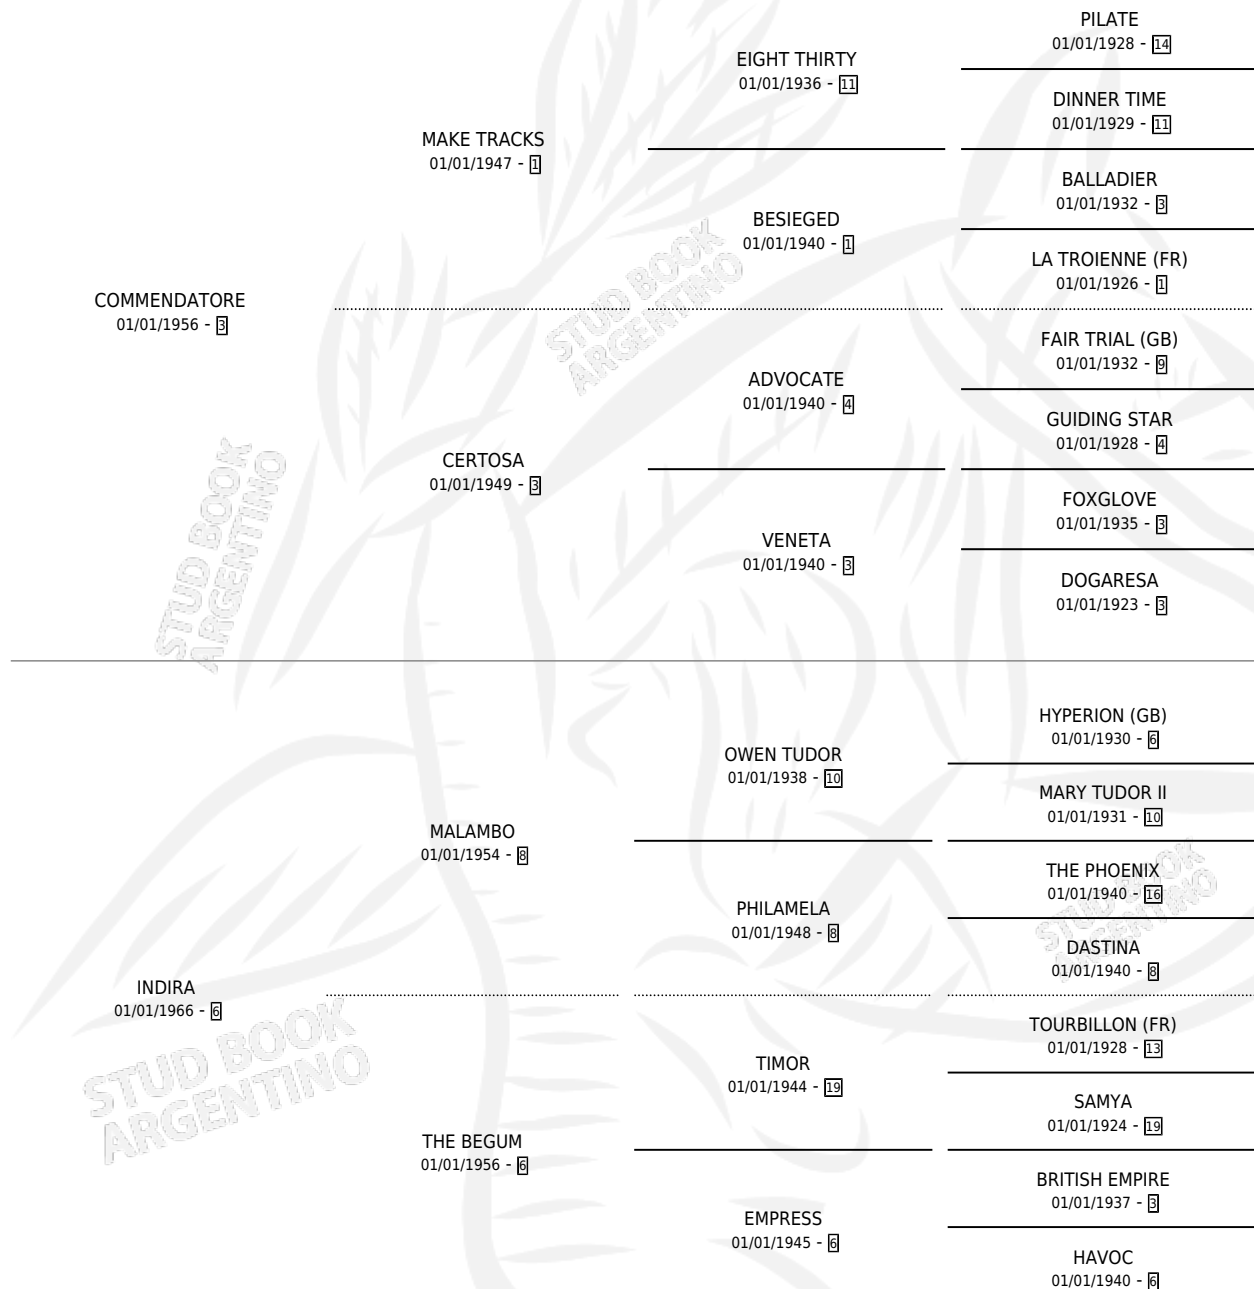 PILATE
01/01/1928 - 14
EIGHT THIRTY
01/01/1936 - 11
DINNER TIME
01/01/1929 - 11
MAKE TRACKS
01/01/1947 - 1
BALLADIER
01/01/1932 - 3
BESIEGED
01/01/1940 - 1
LA TROIENNE (FR)
01/01/1926 - 1
COMMENDATORE
01/01/1956 - 3
FAIR TRIAL (GB)
01/01/1932 - 9
ADVOCATE
01/01/1940 - 4
GUIDING STAR
01/01/1928 - 4
CERTOSA
01/01/1949 - 3
FOXGLOVE
01/01/1935 - 3
VENETA
01/01/1940 - 3
DOGARESA
01/01/1923 - 3
HYPERION (GB)
01/01/1930 - 6
OWEN TUDOR
01/01/1938 - 10
MARY TUDOR II
01/01/1931 - 10
MALAMBO
01/01/1954 - 8
THE PHOENIX
01/01/1940 - 16
PHILAMELA
01/01/1948 - 8
DASTINA
01/01/1940 - 8
INDIRA
01/01/1966 - 6
TOURBILLON (FR)
01/01/1928 - 13
TIMOR
01/01/1944 - 19
SAMYA
01/01/1924 - 19
THE BEGUM
01/01/1956 - 6
BRITISH EMPIRE
01/01/1937 - 3
EMPRESS
01/01/1945 - 6
HAVOC
01/01/1940 - 6
STUD BOOK
ARGENTINO
STUD BOOK
ARGENTINO
STUD BOOK
ARGENTINO
STUD BOOK
ARGENTINO